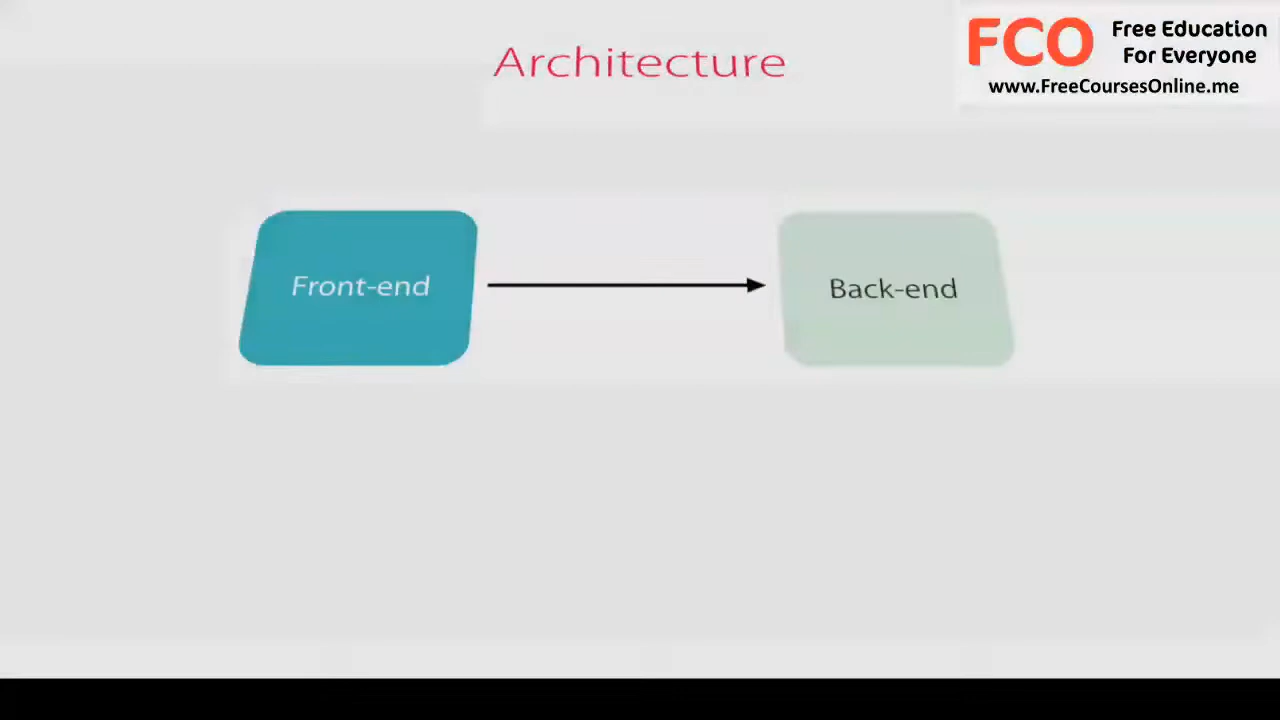 Architecture
FCO
Free Education
For Everyone
www.FreeCoursesOnline.me
Front-end
Back-end